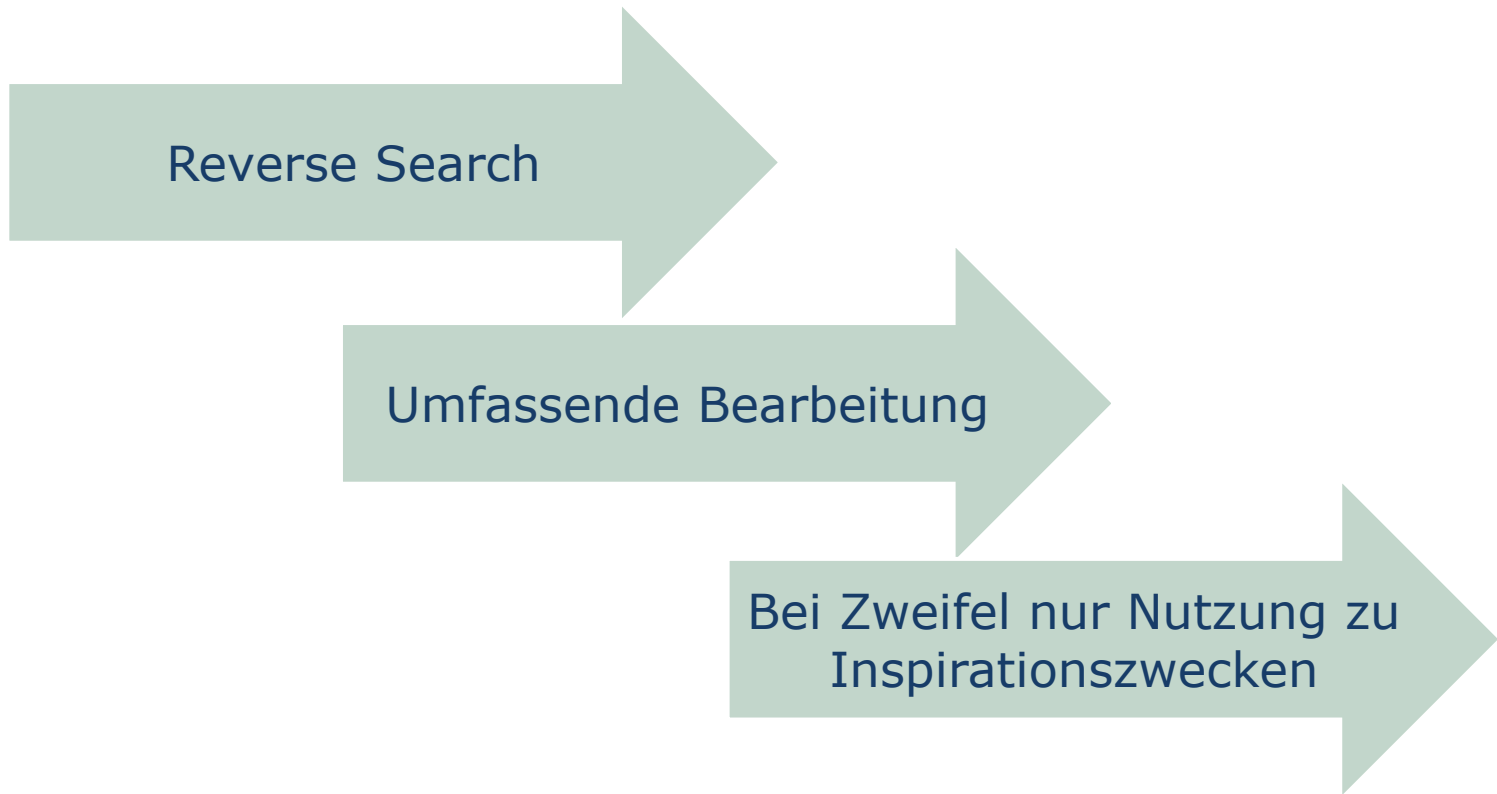 Reverse Search
Umfassende Bearbeitung
Bei Zweifel nur Nutzung zu
Inspirationszwecken